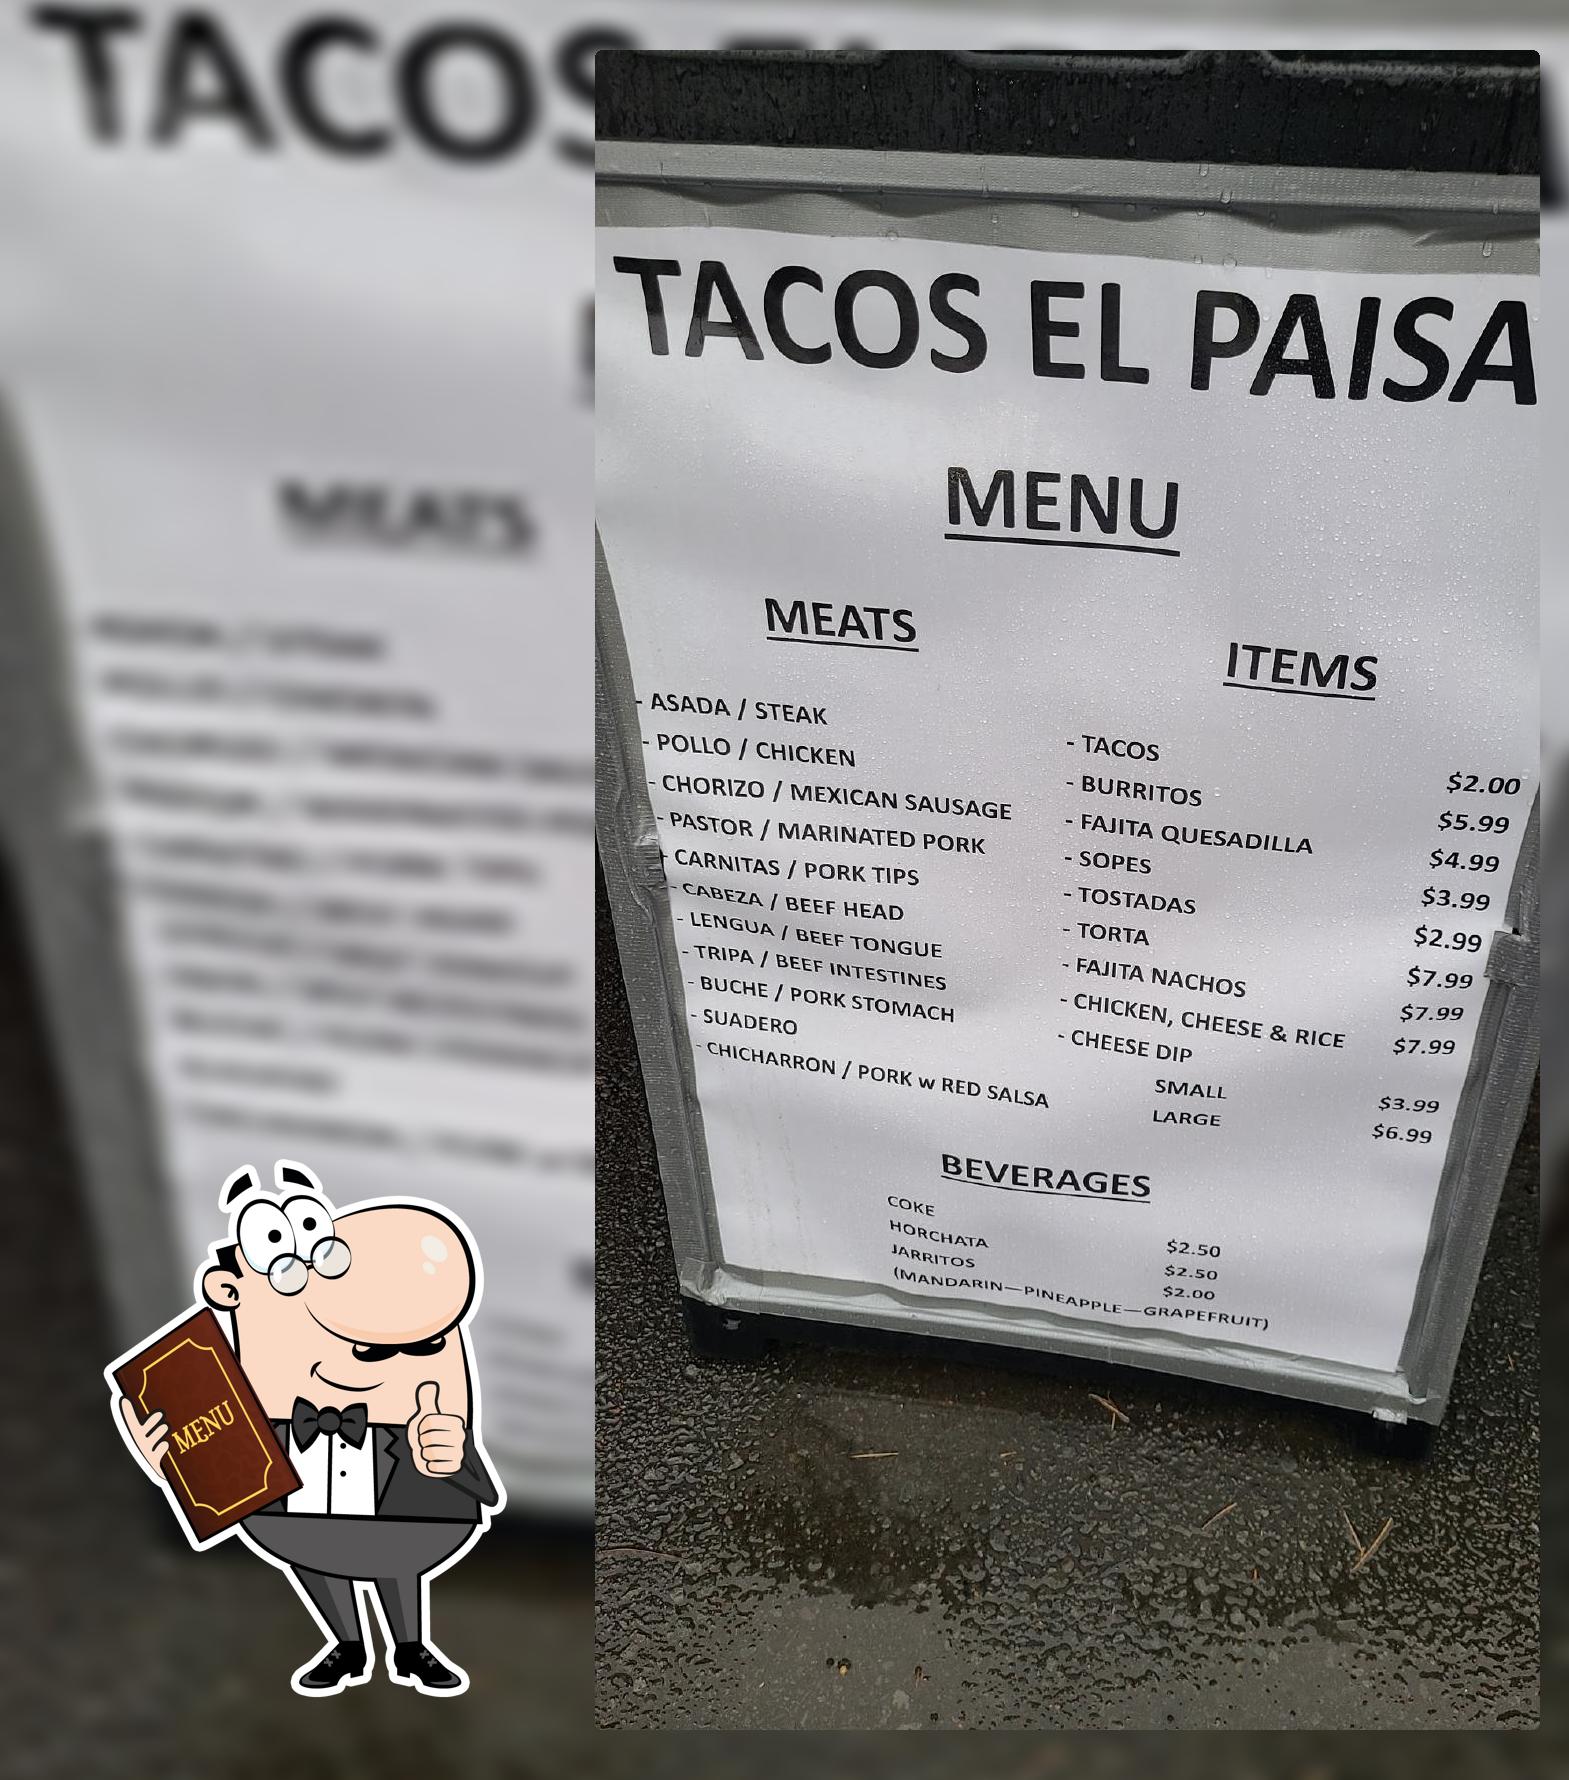 TACOS EL PAISA
MENU
MEATS
- ASADA / STEAK
- POLLO / CHICKEN
- CHORIZO / MEXICAN SAUSAGE
- PASTOR / MARINATED PORK
- CARNITAS / PORK TIPS
- CABEZA / BEEF HEAD
- LENGUA / BEEF TONGUE
- TRIPA / BEEF INTESTINES
- BUCHE / PORK STOMACH
- SUADERO
- CHICHARRON / PORK w RED SALSA
ITEMS
- TACOS $2.00
- BURRITOS $5.99
- FAJITA QUESADILLA $4.99
- SOPES $3.99
- TOSTADAS $2.99
- TORTA $7.99
- FAJITA NACHOS $7.99
- CHICKEN, CHEESE & RICE $7.99
- CHEESE DIP
SMALL $3.99
LARGE $6.99
BEVERAGES
COKE $2.50
HORCHATA $2.50
JARRITOS $2.00
(MANDARIN—PINEAPPLE—GRAPEFRUIT)
TACOS
MEATS
MENU